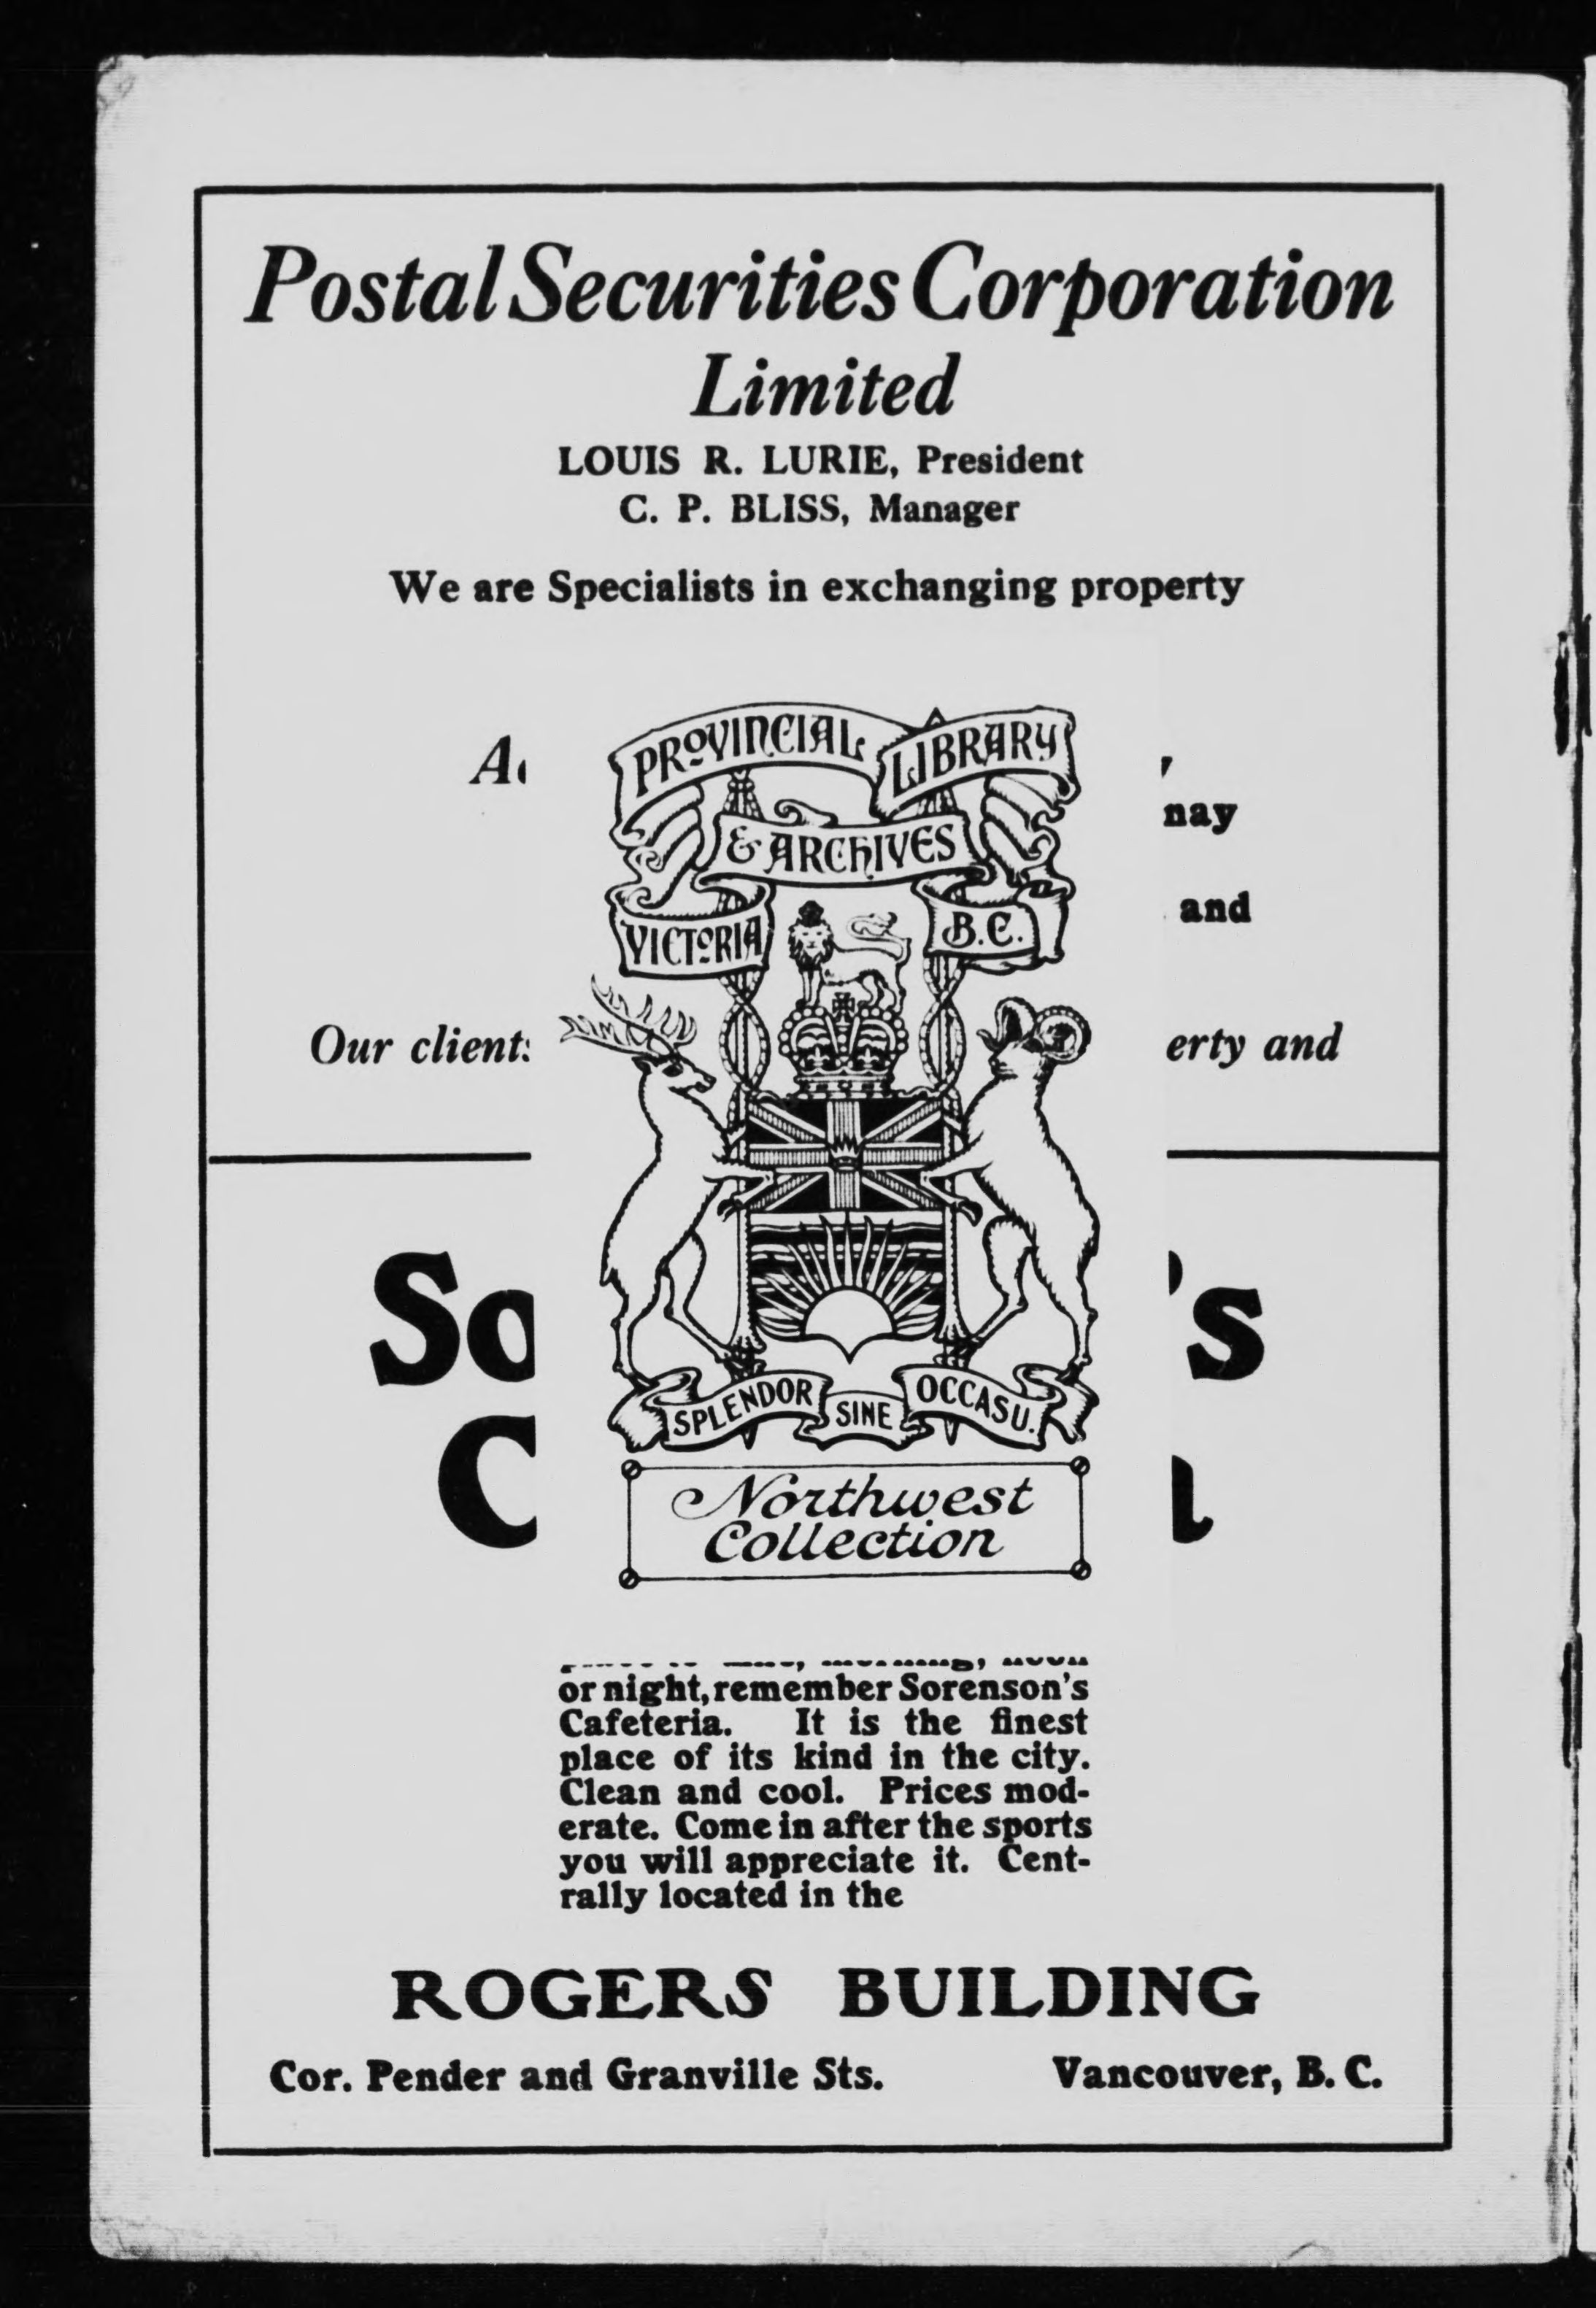 Postal Securities Corporation
Limited
LOUIS R. LURIE, President
C. P. BLISS, Manager
We are Specialists in exchanging property
PROVINCIAL LIBRARY
& ARCHIVES
VICTORIA B.C.
nay
and
Our clients
erty and
SPLENDOR SINE OCCASU.
Northwest
Collection
or night, remember Sorenson's
Cafeteria. It is the finest
place of its kind in the city.
Clean and cool. Prices mod-
erate. Come in after the sports
you will appreciate it. Cent-
rally located in the
ROGERS BUILDING
Cor. Pender and Granville Sts. Vancouver, B. C.